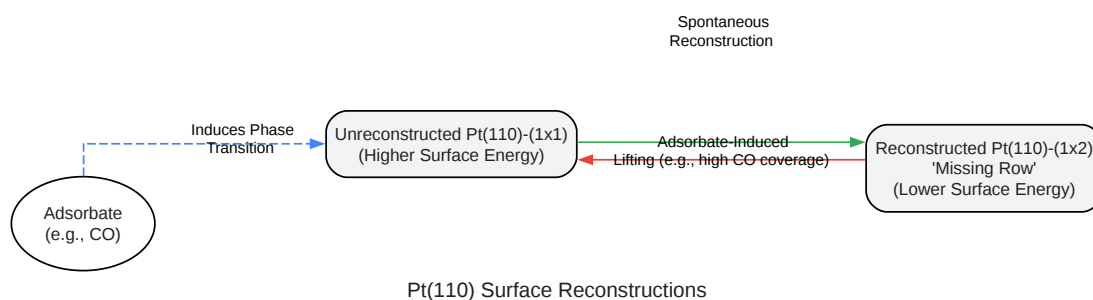 Spontaneous
Reconstruction
Induces Phase
Transition
Unreconstructed Pt(110)-(1x1)
(Higher Surface Energy)
Adsorbate-Induced
Lifting (e.g., high CO coverage)
Reconstructed Pt(110)-(1x2)
'Missing Row'
(Lower Surface Energy)
Adsorbate
(e.g., CO)
Pt(110) Surface Reconstructions